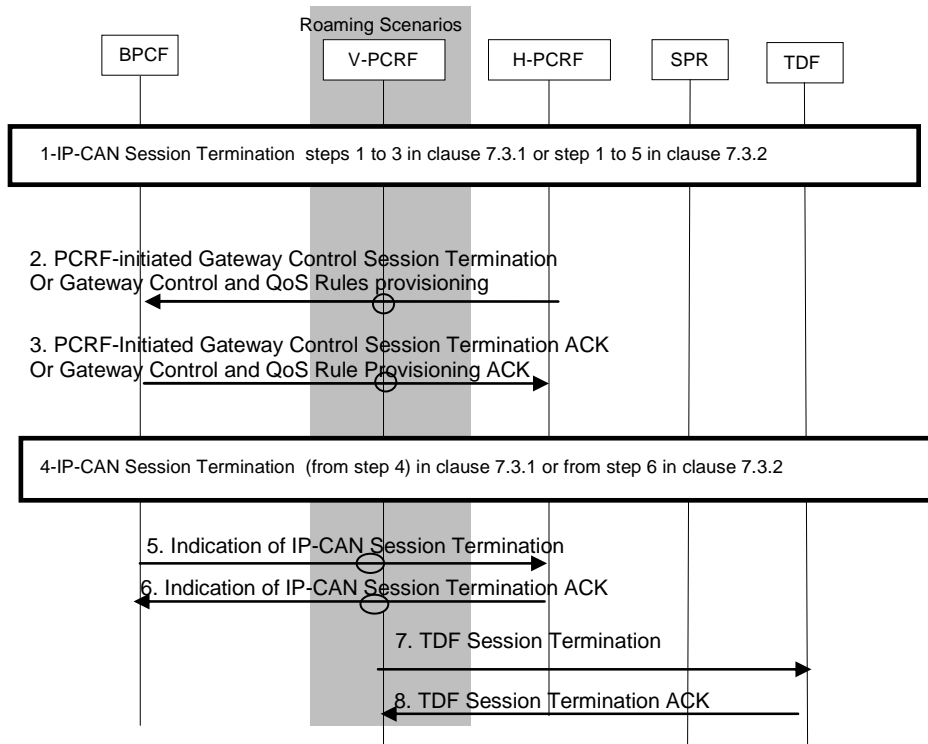 Roaming Scenarios
BPCF
V-PCRF
H-PCRF
SPR
TDF
1-IP-CAN Session Termination steps 1 to 3 in clause 7.3.1 or step 1 to 5 in clause 7.3.2
2. PCRF-initiated Gateway Control Session Termination
Or Gateway Control and QoS Rules provisioning
3. PCRF-Initiated Gateway Control Session Termination ACK
Or Gateway Control and QoS Rule Provisioning ACK
4-IP-CAN Session Termination (from step 4) in clause 7.3.1 or from step 6 in clause 7.3.2
5. Indication of IP-CAN Session Termination
6. Indication of IP-CAN Session Termination ACK
7. TDF Session Termination
8. TDF Session Termination ACK